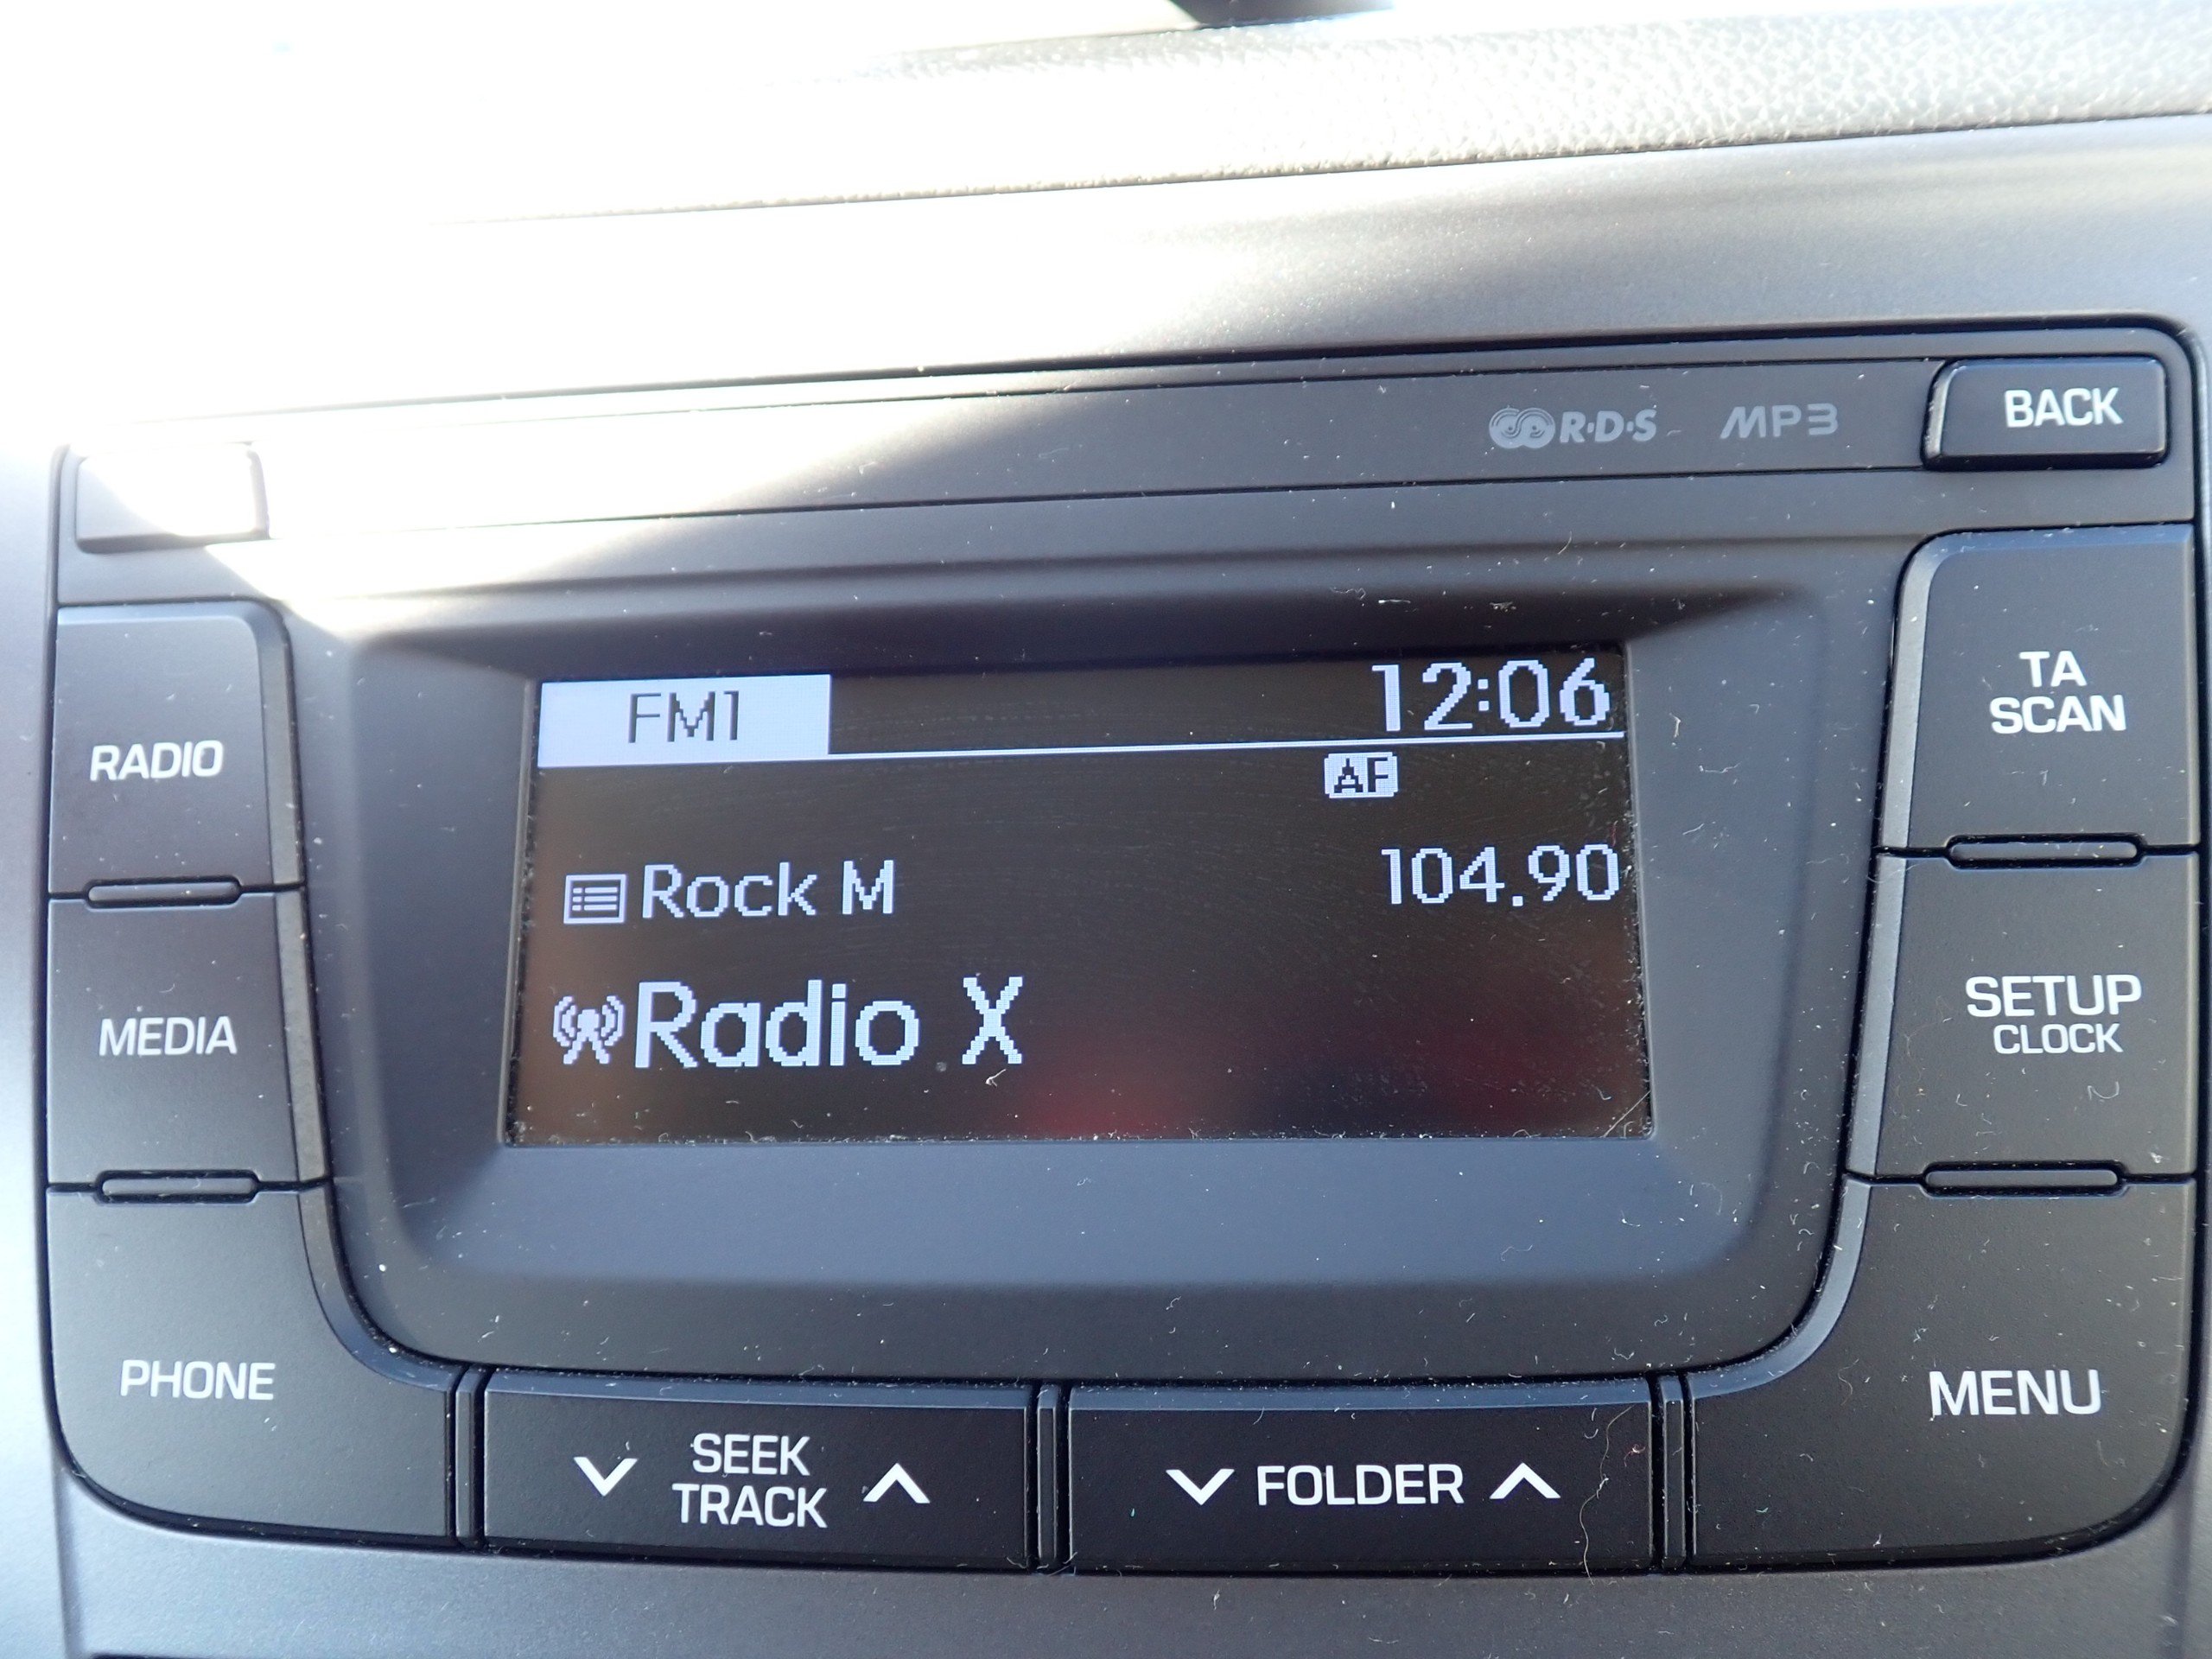 R·D·S MP3 BACK
FM1 12:06
AF
Rock M 104.90
Radio X
RADIO
MEDIA
PHONE
TA
SCAN
SETUP
CLOCK
MENU
SEEK
TRACK
FOLDER